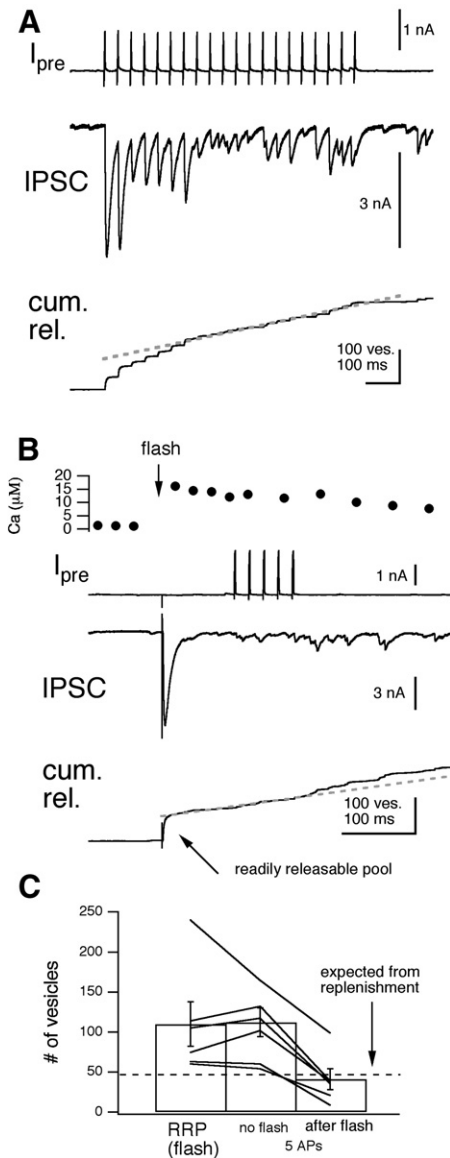 A
I pre
1 nA
IPSC
3 nA
cum.
rel.
100 ves.
100 ms
B
flash
Ca (μM)
20
15
10
5
0
I pre
1 nA
IPSC
3 nA
cum.
rel.
100 ves.
100 ms
readily releasable pool
C
# of vesicles
250
200
150
100
50
0
expected from
replenishment
RRP
(flash)
no flash
after flash
5 APs